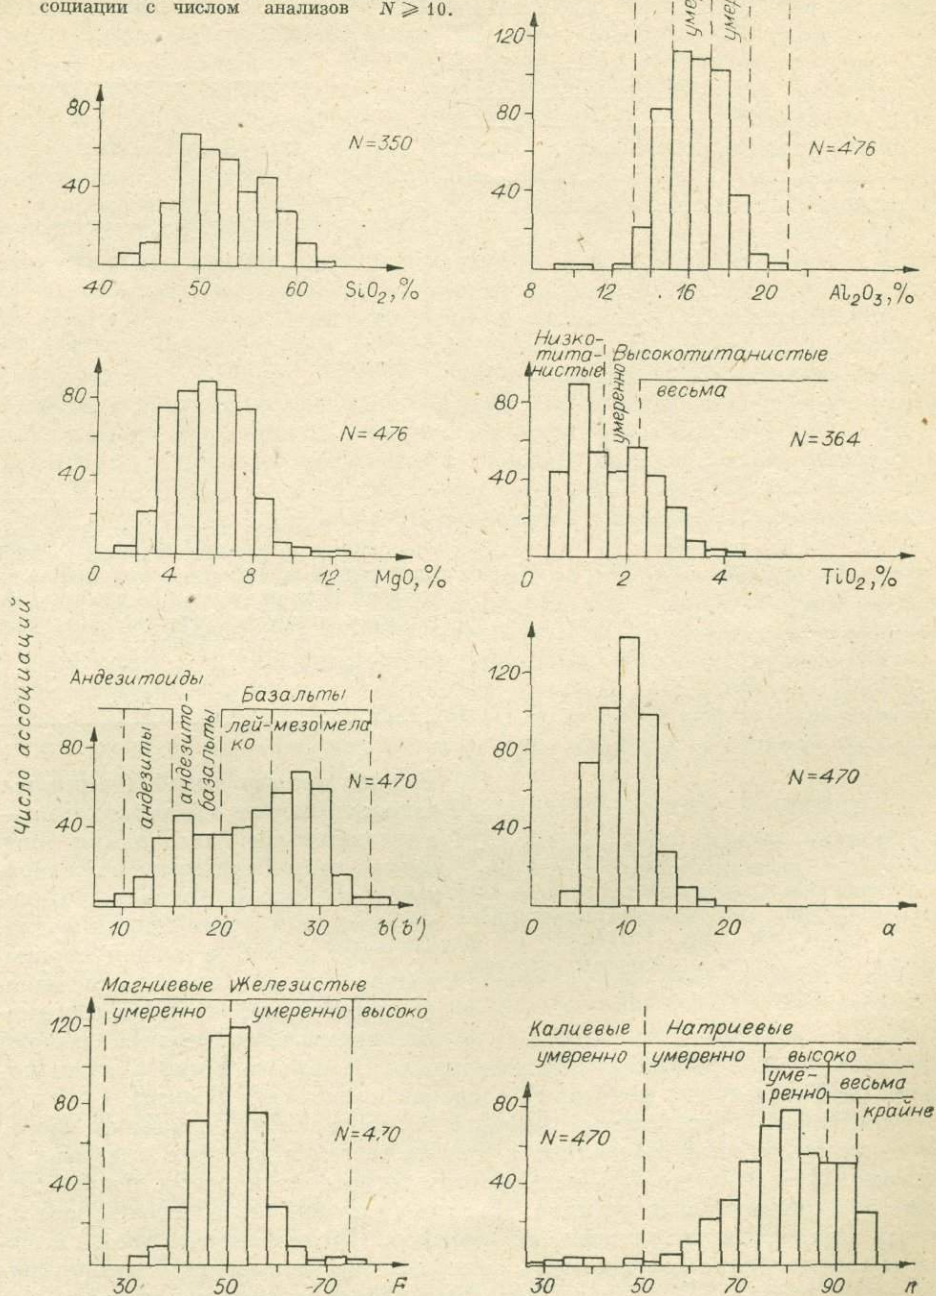 социации с числом анализов N ⩾ 10.
80
40
N=350
40 50 60 SiO₂,%
120
80
40
уме
умер
N=476
8 12 16 20 Al₂O₃,%
80
40
N=476
0 4 8 12 MgO,%
Низко-
тита-
нистые
Высокотитанистые
умеренно
весьма
80
40
N=364
0 2 4 TiO₂,%
Число ассоциаций
Андезитоиды
Базальты
андезиты
андезито-
базальты
лей-
ко
мезо
мела
80
40
N=470
10 20 30 b(b')
120
80
40
N=470
0 10 20 a
Магниевые Железистые
умеренно умеренно высоко
120
80
40
N=470
30 50 70 F
Калиевые Натриевые
умеренно умеренно высоко
уме-
ренно
весьма
крайне
80
40
N=470
30 50 70 90 n